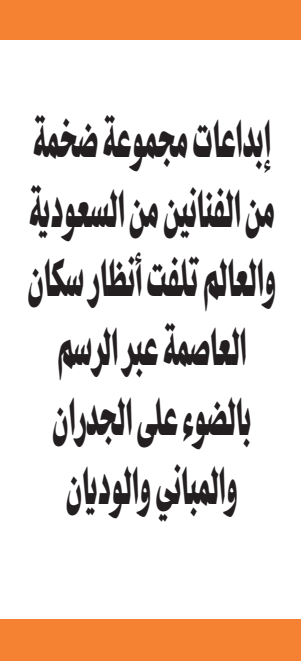 إبداعات مجموعة ضخمة
من الفنانين من السعودية
والعالم تلفت أنظار سكان
العاصمة عبر الرسم
بالضوء على الجدران
والمباني والوديان